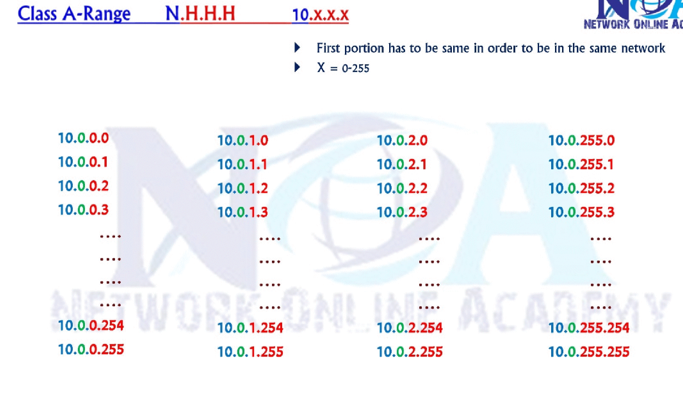 Class A-Range N.H.H.H 10.x.x.x
NETWORK ONLINE AC
First portion has to be same in order to be in the same network
X = 0-255
10.0.0.0 10.0.1.0 10.0.2.0 10.0.255.0
10.0.0.1 10.0.1.1 10.0.2.1 10.0.255.1
10.0.0.2 10.0.1.2 10.0.2.2 10.0.255.2
10.0.0.3 10.0.1.3 10.0.2.3 10.0.255.3
.... .... .... ....
.... .... .... ....
.... .... .... ....
.... .... .... ....
NOA
NETWORK ONLINE ACADEMY
10.0.0.254 10.0.1.254 10.0.2.254 10.0.255.254
10.0.0.255 10.0.1.255 10.0.2.255 10.0.255.255